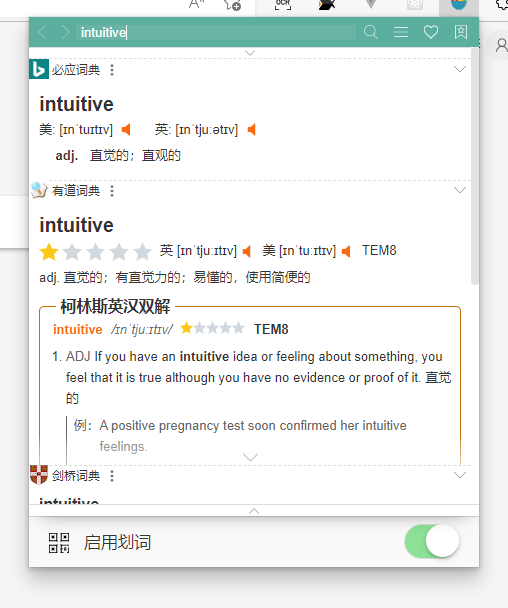 OCR
intuitive
必应词典
intuitive
美: [ɪnˈtuɪtɪv] 英: [ɪnˈtjuːətɪv]
adj. 直觉的；直观的
有道词典
intuitive
英 [ɪnˈtjuːɪtɪv] 美 [ɪnˈtuːɪtɪv] TEM8
adj. 直觉的；有直觉力的；易懂的，使用简便的
柯林斯英汉双解
intuitive /ɪnˈtjuːɪtɪv/ TEM8
1. ADJ If you have an intuitive idea or feeling about something, you
feel that it is true although you have no evidence or proof of it. 直觉
的
例：A positive pregnancy test soon confirmed her intuitive
feelings.
剑桥词典
intuitive
启用划词